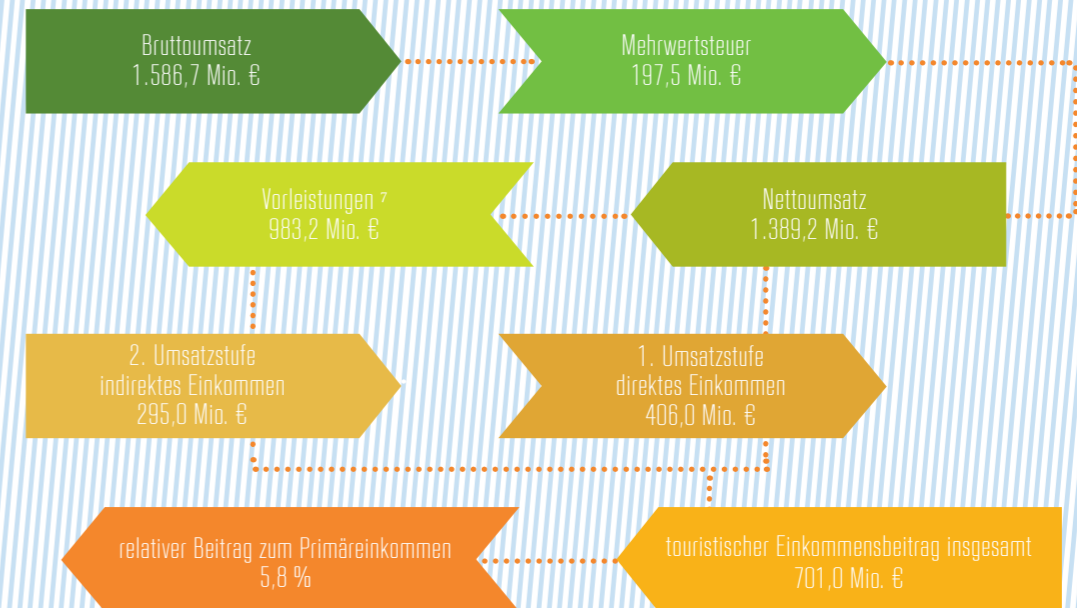 Bruttoumsatz
1.586,7 Mio. €
Mehrwertsteuer
197,5 Mio. €
Vorleistungen ⁷
983,2 Mio. €
Nettoumsatz
1.389,2 Mio. €
2. Umsatzstufe
indirektes Einkommen
295,0 Mio. €
1. Umsatzstufe
direktes Einkommen
406,0 Mio. €
relativer Beitrag zum Primäreinkommen
5,8 %
touristischer Einkommensbeitrag insgesamt
701,0 Mio. €